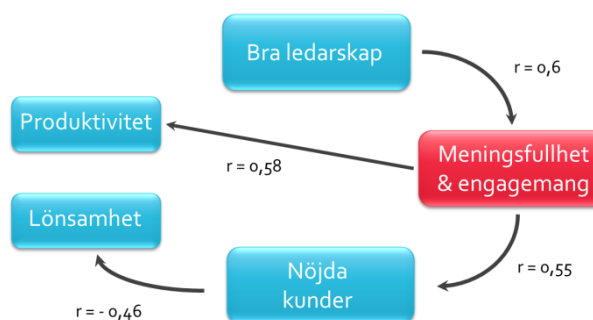 Bra ledarskap
r = 0,6
Produktivitet
Meningsfullhet
& engagemang
r = 0,58
Lönsamhet
Nöjda
kunder
r = 0,55
r = - 0,46